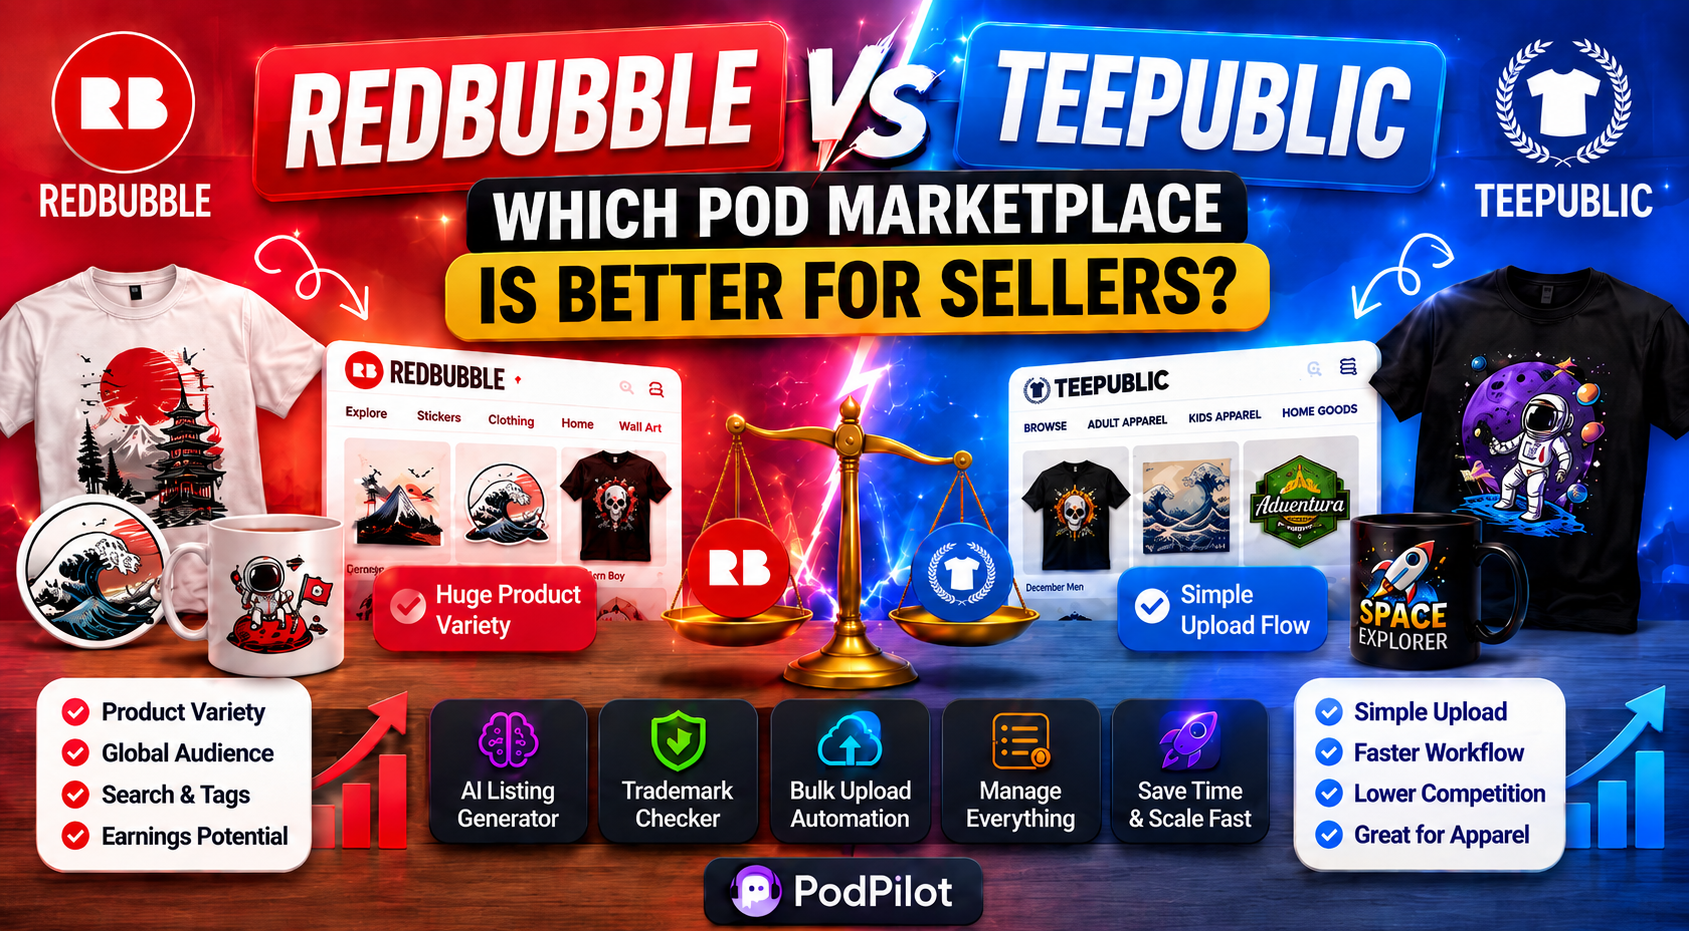 RB
REDBUBBLE
REDBUBBLE
VS
TEEPUBLIC
TEEPUBLIC
WHICH POD MARKETPLACE
IS BETTER FOR SELLERS?
RB REDBUBBLE
Explore
Stickers
Clothing
Home
Wall Art
Boy
TEEPUBLIC
BROWSE
ADULT APPAREL
KIDS APPAREL
HOME GOODS
Aduentura
December Men
RB
Huge Product
Variety
Simple
Upload Flow
SPACE
EXPLORER
Product Variety
Global Audience
Search & Tags
Earnings Potential
AI Listing
Generator
Trademark
Checker
Bulk Upload
Automation
Manage
Everything
Save Time
& Scale Fast
Simple Upload
Faster Workflow
Lower Competition
Great for Apparel
PodPilot